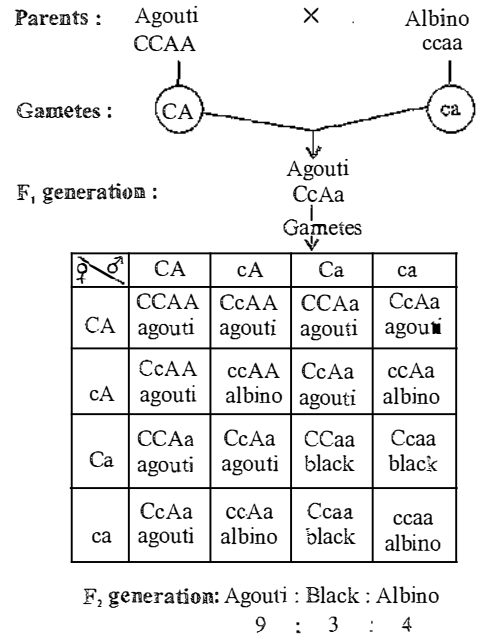 Parents : Agouti × Albino
CCAA ccaa
Gametes : CA ca
Agouti
F₁ generation : CcAa
Gametes
♀ ♂ CA cA Ca ca
CA CCAA CcAA CCAa CcAa
agouti agouti agouti agouti
cA CcAA ccAA CcAa ccAa
agouti albino agouti albino
Ca CCAa CcAa CCaa Ccaa
agouti agouti black black
ca CcAa ccAa Ccaa ccaa
agouti albino black albino
F₂ generation: Agouti : Black : Albino
9 : 3 : 4